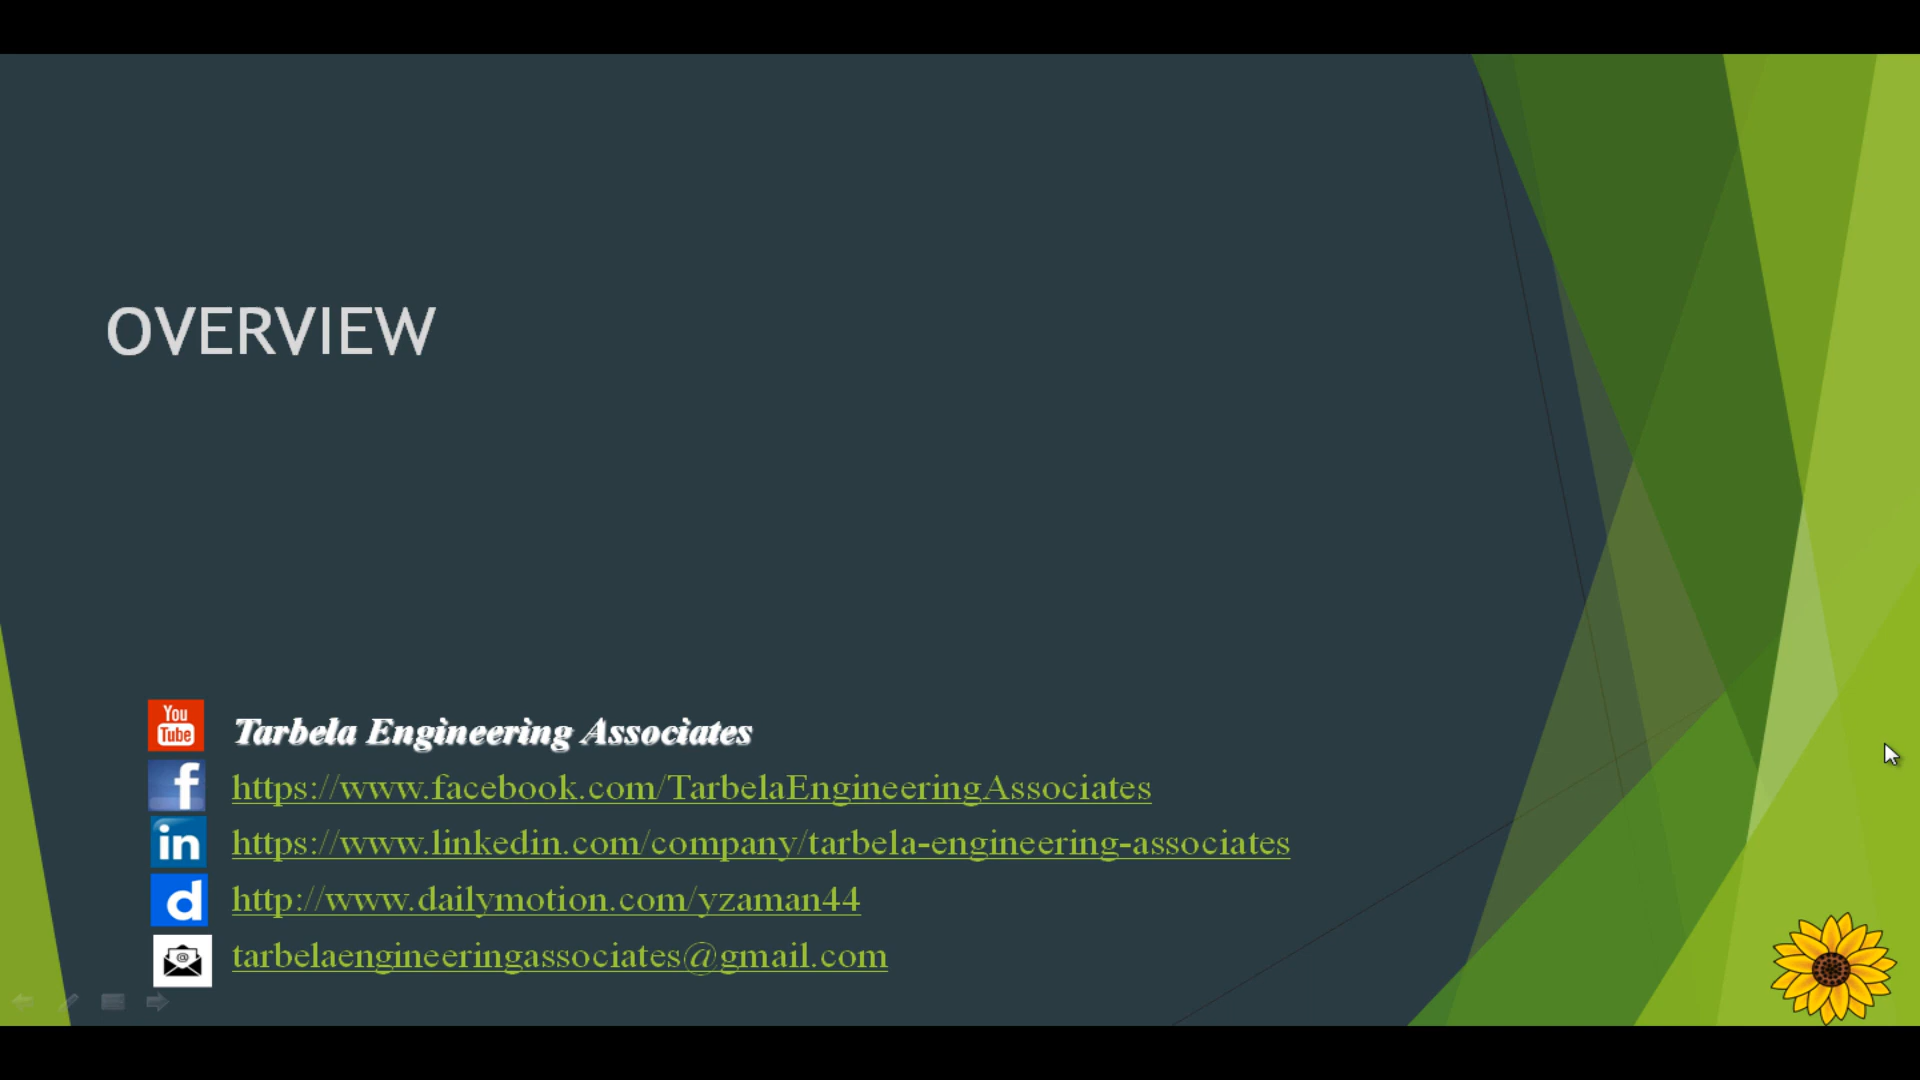 OVERVIEW
You
Tube
Tarbela Engineering Associates
f
https://www.facebook.com/TarbelaEngineeringAssociates
in
https://www.linkedin.com/company/tarbela-engineering-associates
d
http://www.dailymotion.com/yzaman44
@
tarbelaengineeringassociates@gmail.com